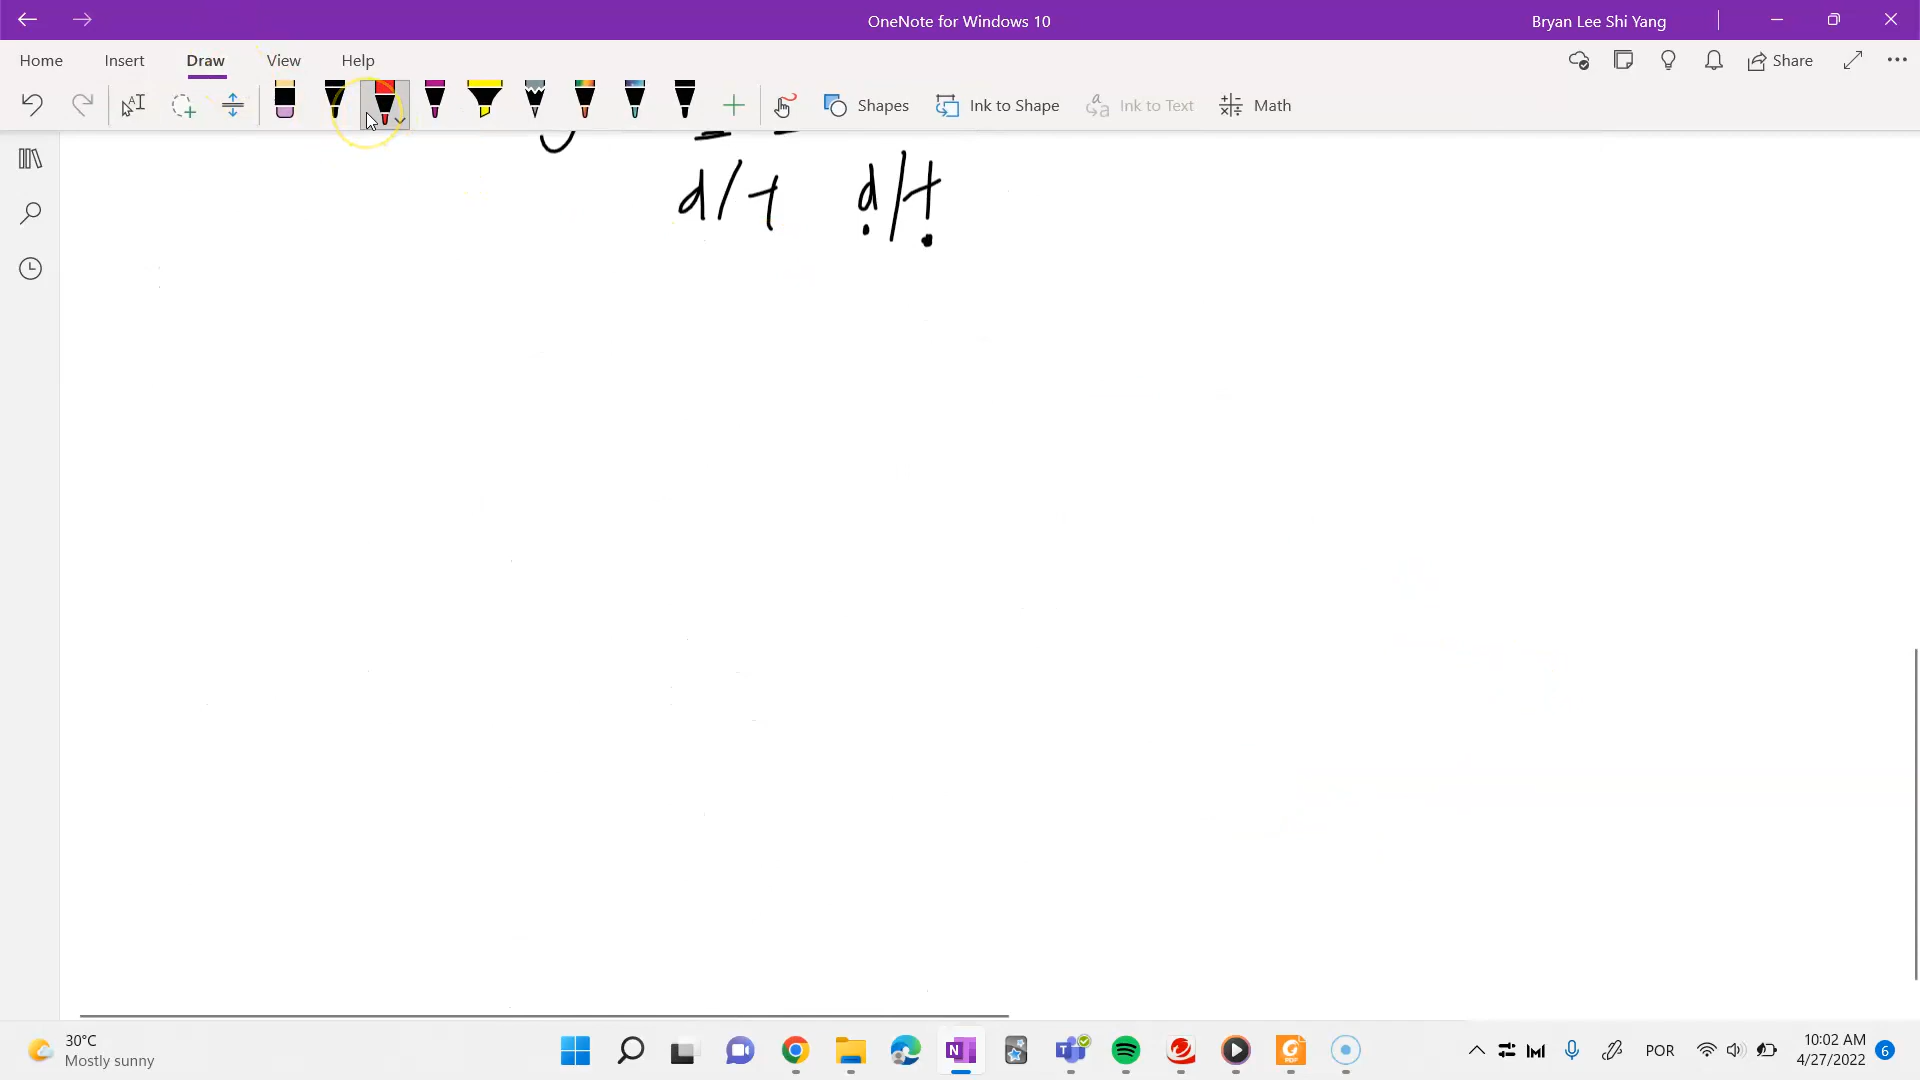 OneNote for Windows 10
Bryan Lee Shi Yang
Home Insert Draw View Help
Share
Shapes
Ink to Shape
Ink to Text
Math
d/t ḍ/ṭ
30°C
Mostly sunny
POR
10:02 AM
4/27/2022
6